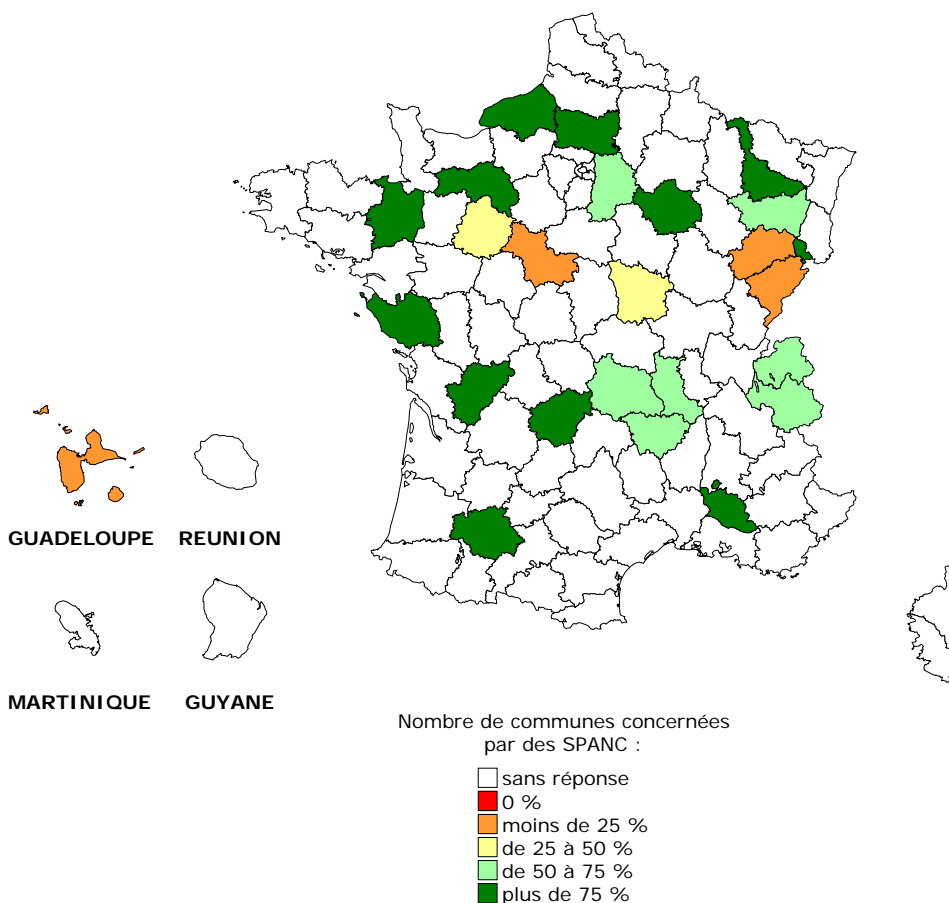 GUADELOUPE REUNION
MARTINIQUE GUYANE
Nombre de communes concernées
par des SPANC :
sans réponse
0 %
moins de 25 %
de 25 à 50 %
de 50 à 75 %
plus de 75 %